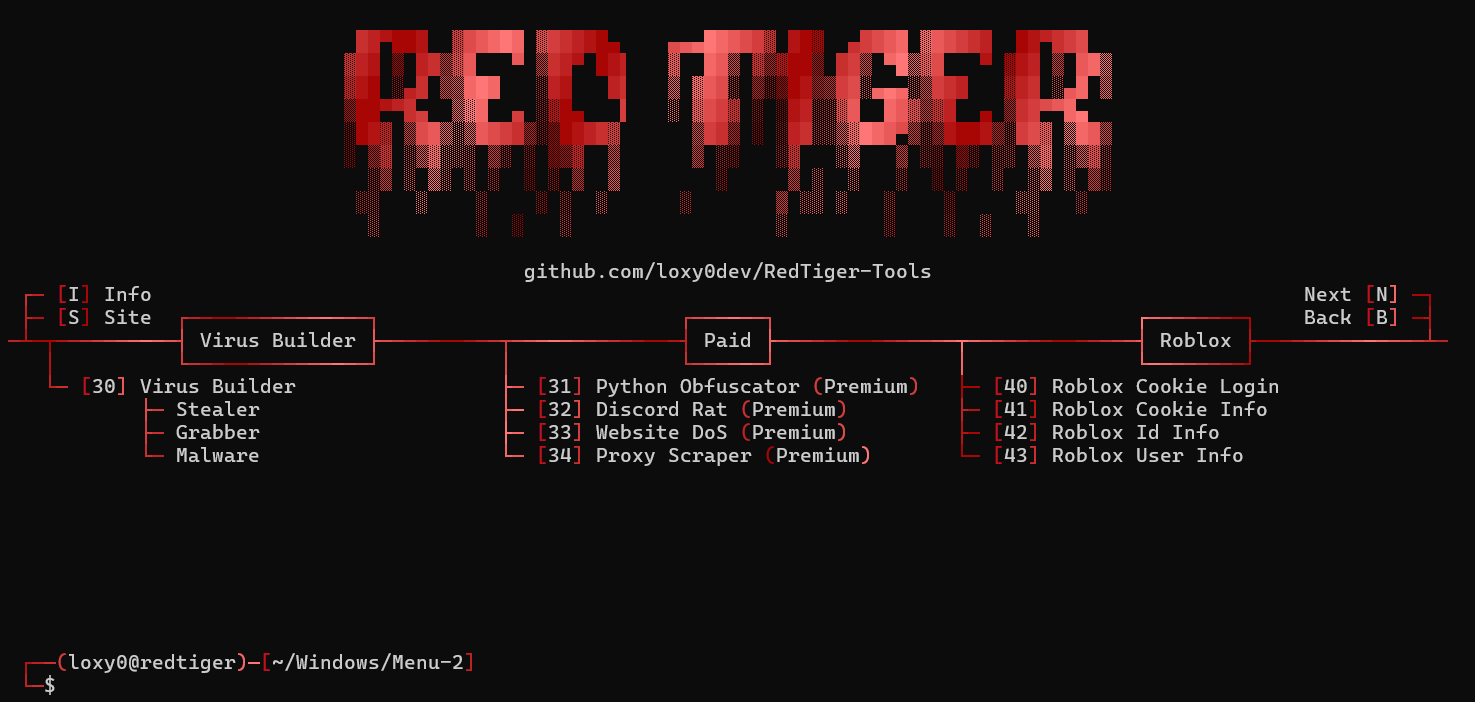 RED TIGER
github.com/loxy0dev/RedTiger-Tools
[I] Info
Next [N]
[S] Site
Back [B]
Virus Builder
Paid
Roblox
[30] Virus Builder
Stealer
Grabber
Malware
[31] Python Obfuscator (Premium)
[32] Discord Rat (Premium)
[33] Website DoS (Premium)
[34] Proxy Scraper (Premium)
[40] Roblox Cookie Login
[41] Roblox Cookie Info
[42] Roblox Id Info
[43] Roblox User Info
(loxy0@redtiger)-[~/Windows/Menu-2]
$